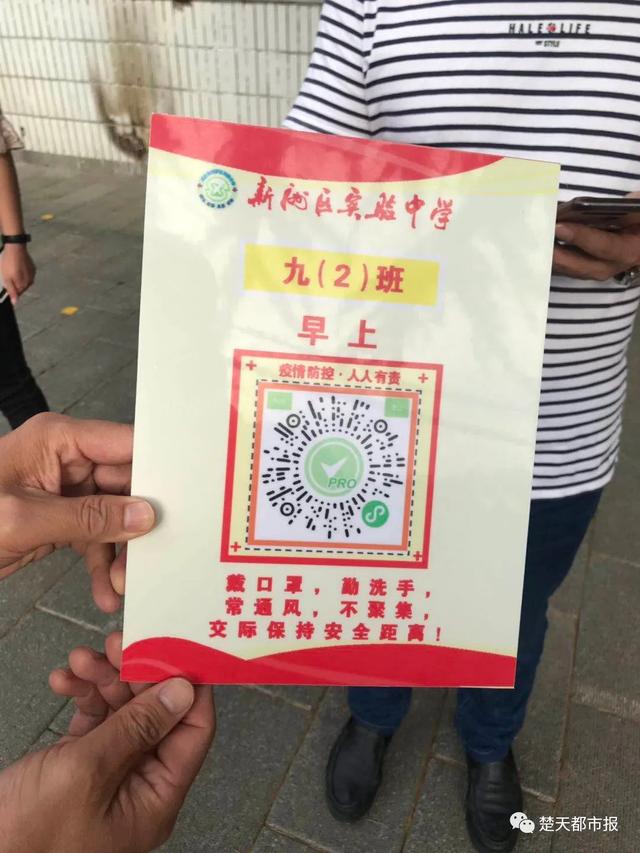 HALE LIFE
STYLE
新洲区实验中学
九(2)班
早上
疫情防控·人人有责
PRO
戴口罩，勤洗手，
常通风，不聚集，
交际保持安全距离！
楚天都市报